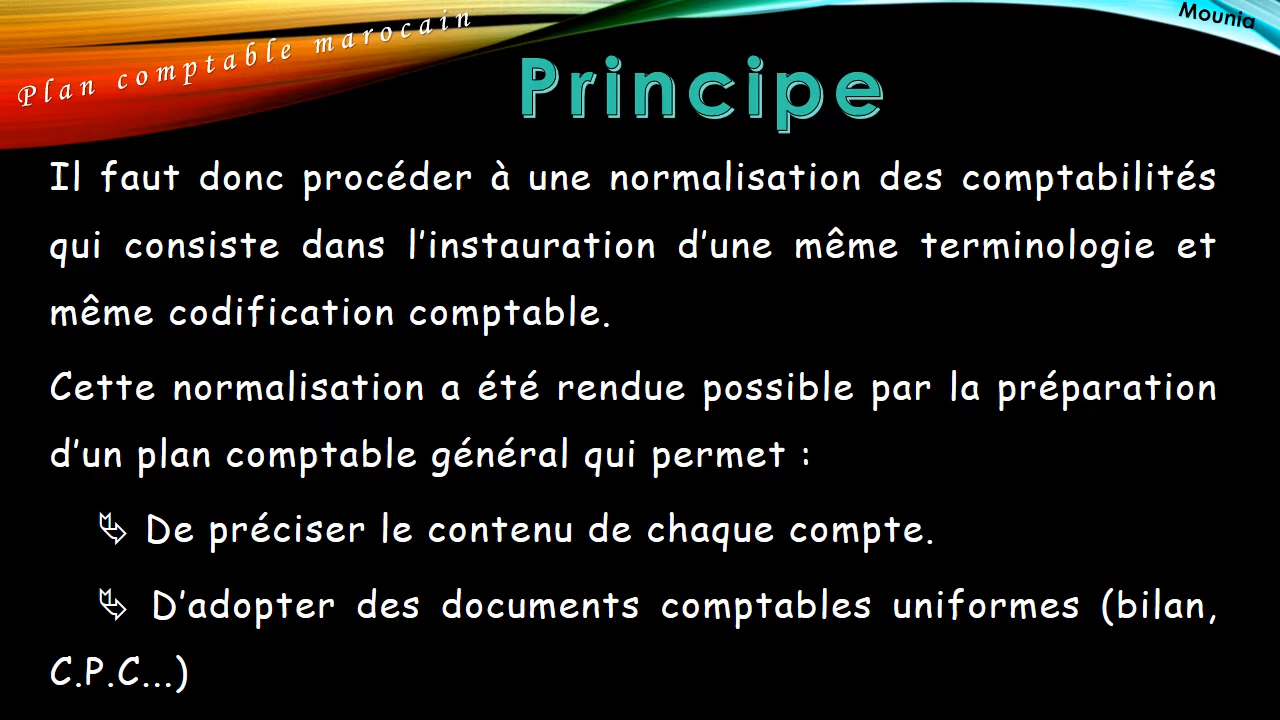 Plan comptable marocain
Mounia
Principe
Il faut donc procéder à une normalisation des comptabilités
qui consiste dans l’instauration d’une même terminologie et
même codification comptable.
Cette normalisation a été rendue possible par la préparation
d’un plan comptable général qui permet :
De préciser le contenu de chaque compte.
D’adopter des documents comptables uniformes (bilan,
C.P.C...)